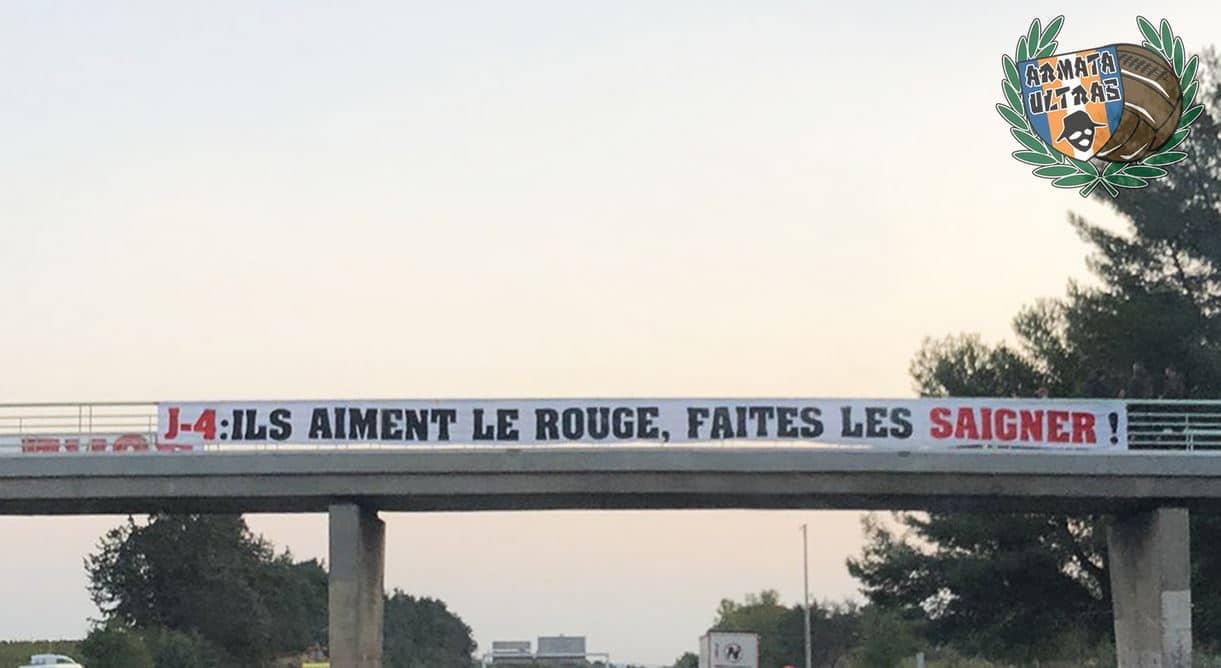 ARMATA
ULTRAS
J-4:ILS AIMENT LE ROUGE, FAITES LES SAIGNER !
N